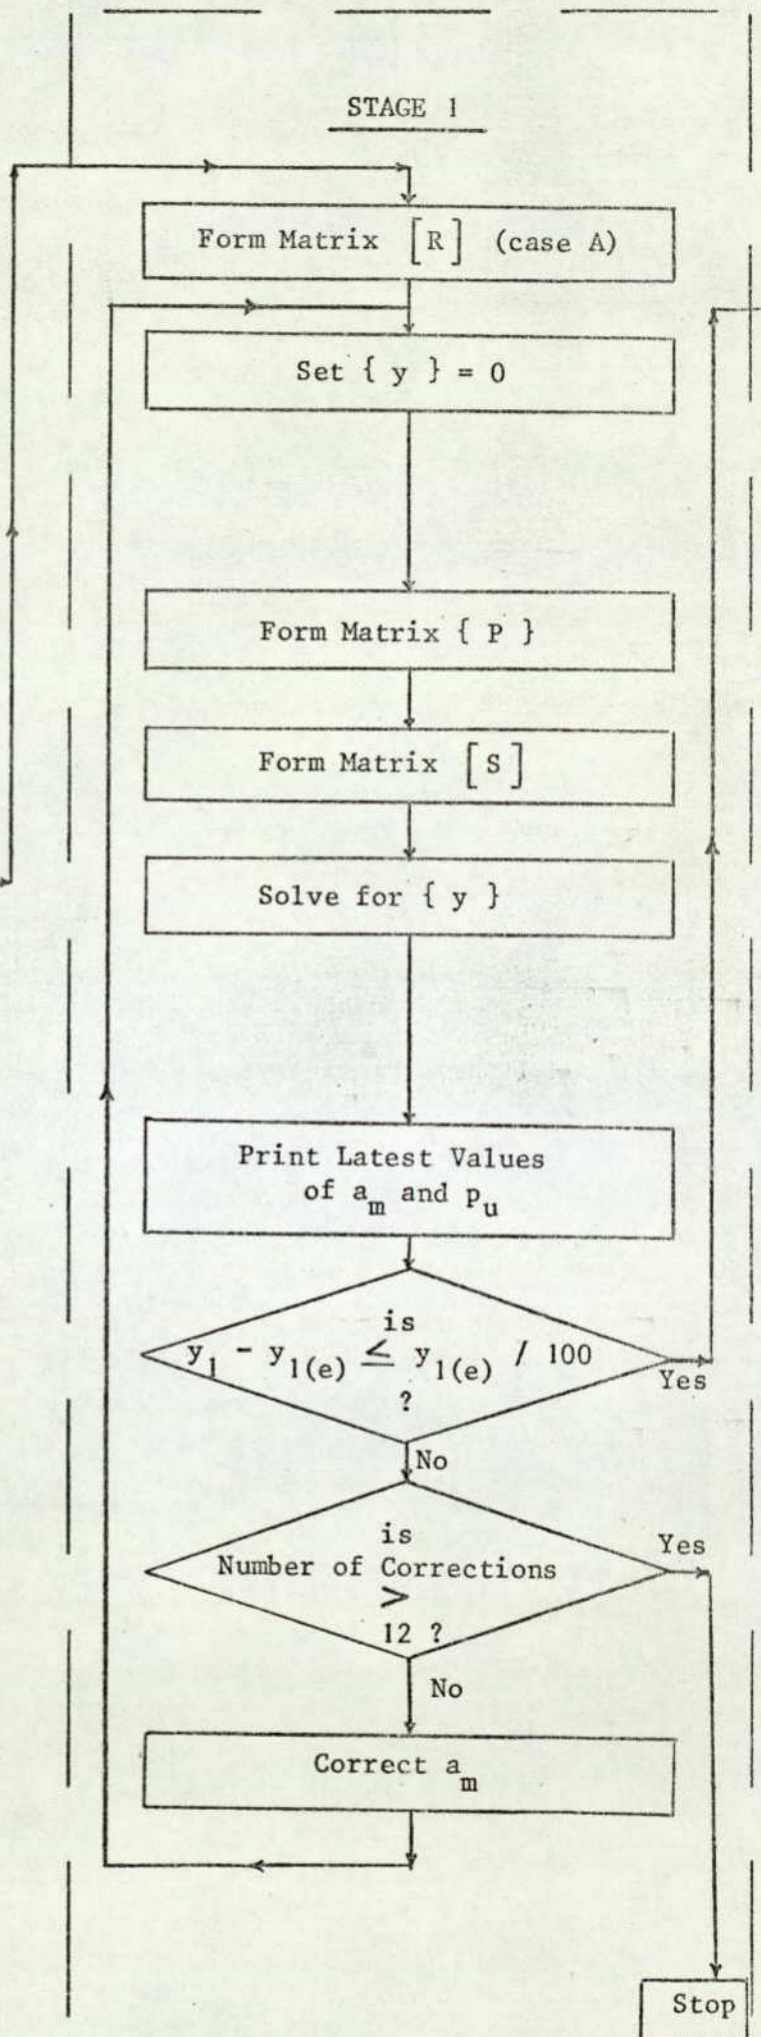 STAGE 1
Form Matrix [R] (case A)
Set { y } = 0
Form Matrix { P }
Form Matrix [S]
Solve for { y }
Print Latest Values
of a_m and p_u
is
y_1 - y_1(e) ≤ y_1(e) / 100
?
Yes
No
is
Number of Corrections
>
12 ?
Yes
No
Correct a_m
Stop